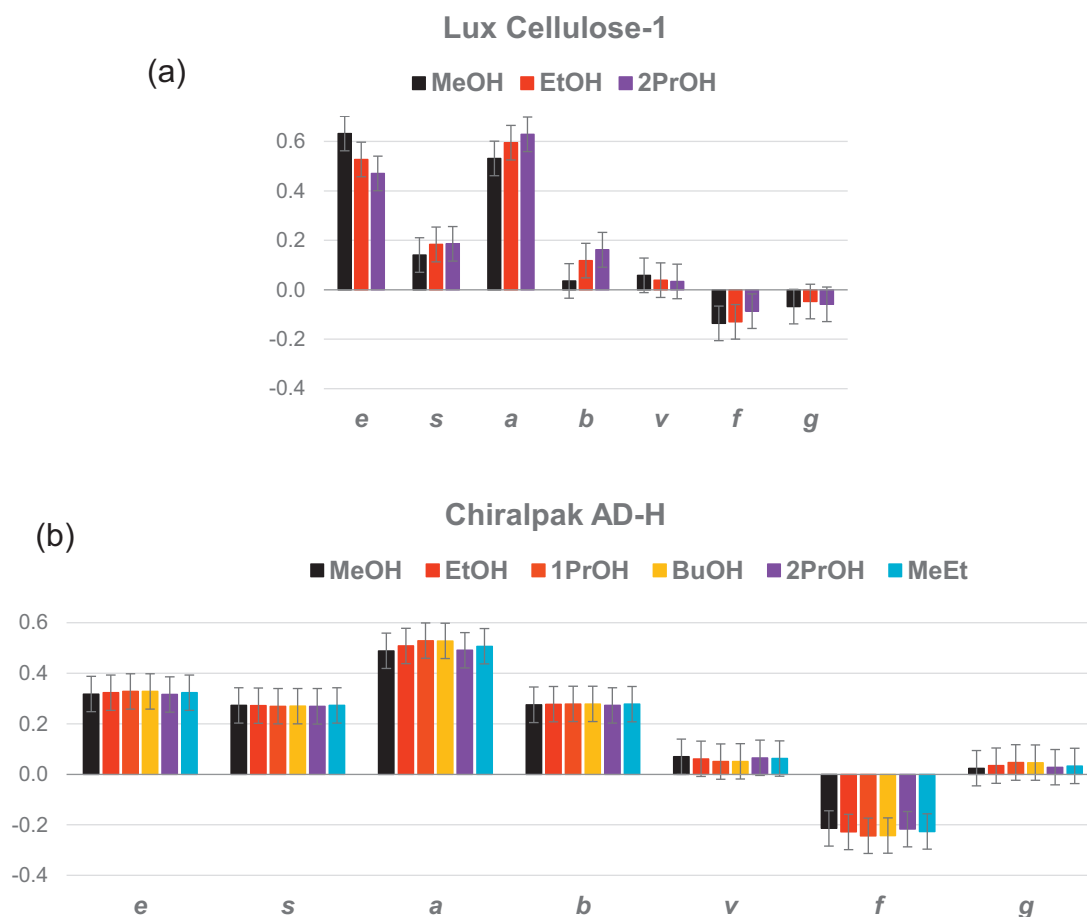 Lux Cellulose-1
(a)
MeOH EtOH 2PrOH
0.6
0.4
0.2
0.0
-0.2
-0.4
e s a b v f g
Chiralpak AD-H
(b)
MeOH EtOH 1PrOH BuOH 2PrOH MeEt
0.6
0.4
0.2
0.0
-0.2
-0.4
e s a b v f g